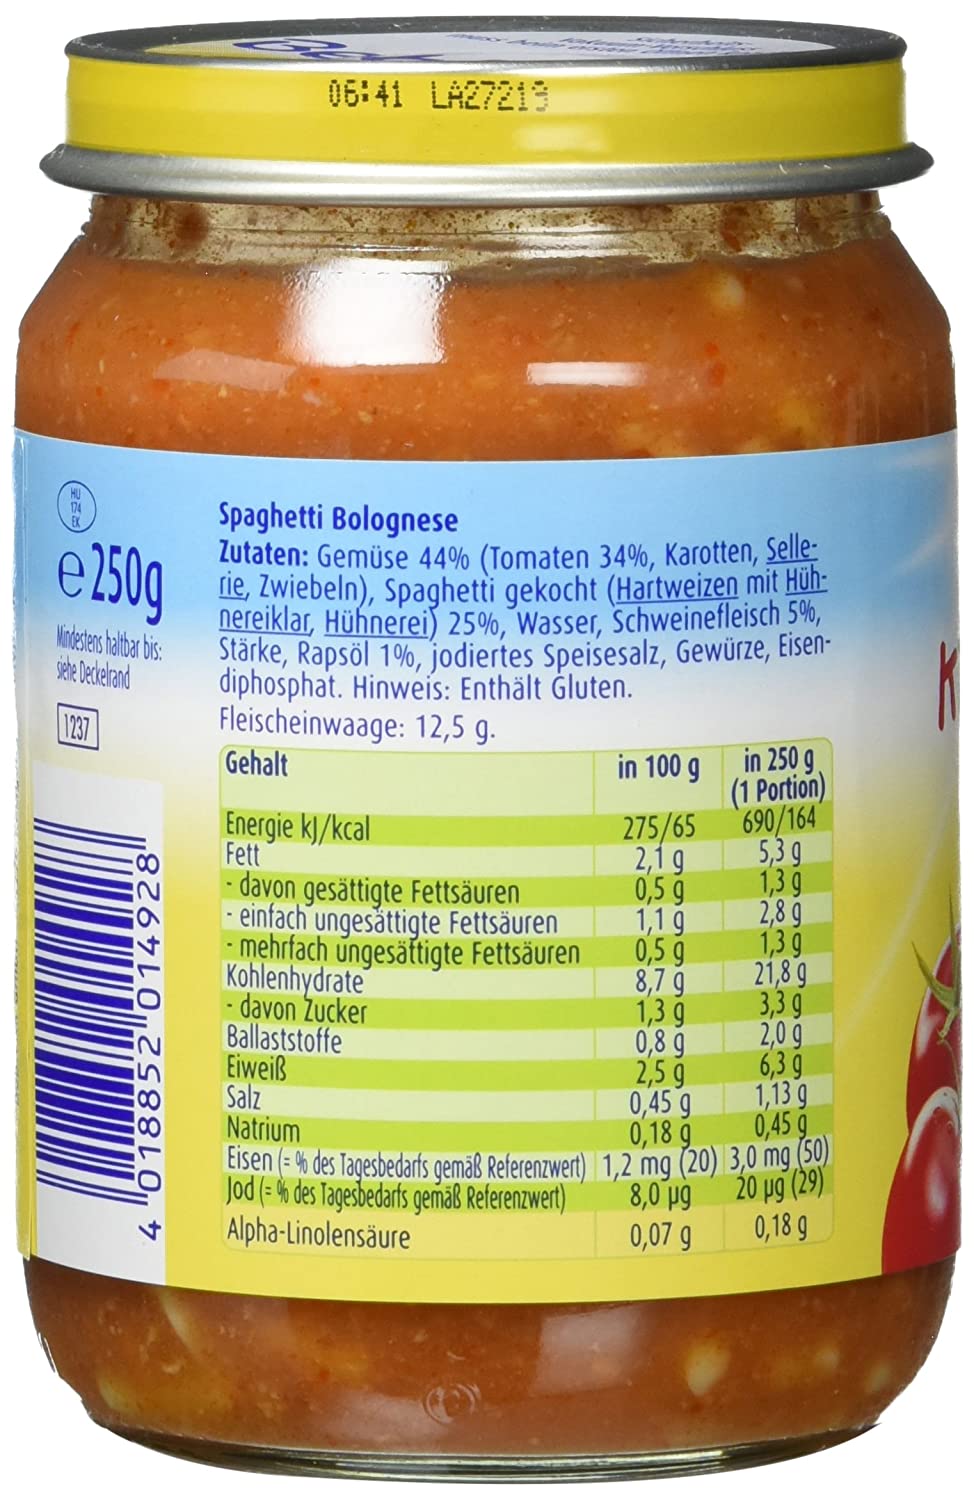 06:41 LA27219
HU
174
EK
e 250g
Mindestens haltbar bis:
siehe Deckelrand
1237
4 018852 014928
Spaghetti Bolognese
Zutaten: Gemüse 44% (Tomaten 34%, Karotten, Selle-
rie, Zwiebeln), Spaghetti gekocht (Hartweizen mit Hüh-
nereiklar, Hühnerei) 25%, Wasser, Schweinefleisch 5%,
Stärke, Rapsöl 1%, jodiertes Speisesalz, Gewürze, Eisen-
diphosphat. Hinweis: Enthält Gluten.
Fleischeinwaage: 12,5 g.
Gehalt in 100 g in 250 g
(1 Portion)
Energie kJ/kcal 275/65 690/164
Fett 2,1 g 5,3 g
- davon gesättigte Fettsäuren 0,5 g 1,3 g
- einfach ungesättigte Fettsäuren 1,1 g 2,8 g
- mehrfach ungesättigte Fettsäuren 0,5 g 1,3 g
Kohlenhydrate 8,7 g 21,8 g
- davon Zucker 1,3 g 3,3 g
Ballaststoffe 0,8 g 2,0 g
Eiweiß 2,5 g 6,3 g
Salz 0,45 g 1,13 g
Natrium 0,18 g 0,45 g
Eisen (= % des Tagesbedarfs gemäß Referenzwert) 1,2 mg (20) 3,0 mg (50)
Jod (= % des Tagesbedarfs gemäß Referenzwert) 8,0 µg 20 µg (29)
Alpha-Linolensäure 0,07 g 0,18 g